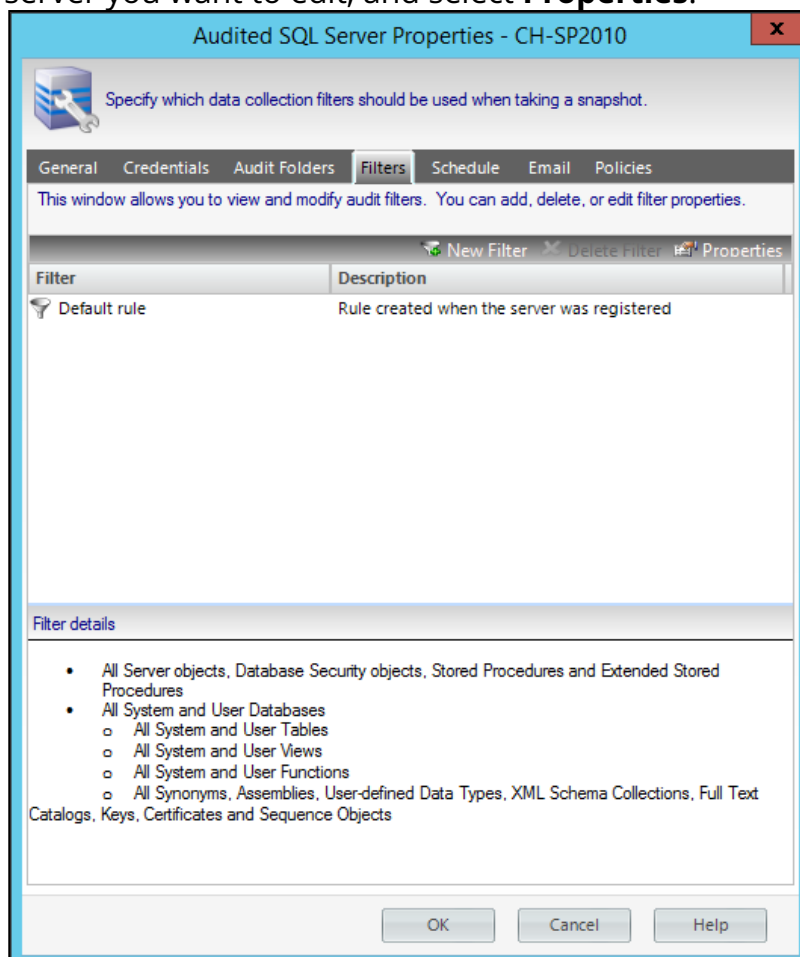 server you want to edit, and select Properties.
Audited SQL Server Properties - CH-SP2010
x
Specify which data collection filters should be used when taking a snapshot.
General Credentials Audit Folders Filters Schedule Email Policies
This window allows you to view and modify audit filters. You can add, delete, or edit filter properties.
New Filter Delete Filter Properties
Filter Description
Default rule Rule created when the server was registered
Filter details
• All Server objects, Database Security objects, Stored Procedures and Extended Stored
Procedures
• All System and User Databases
o All System and User Tables
o All System and User Views
o All System and User Functions
o All Synonyms, Assemblies, User-defined Data Types, XML Schema Collections, Full Text
Catalogs, Keys, Certificates and Sequence Objects
OK Cancel Help